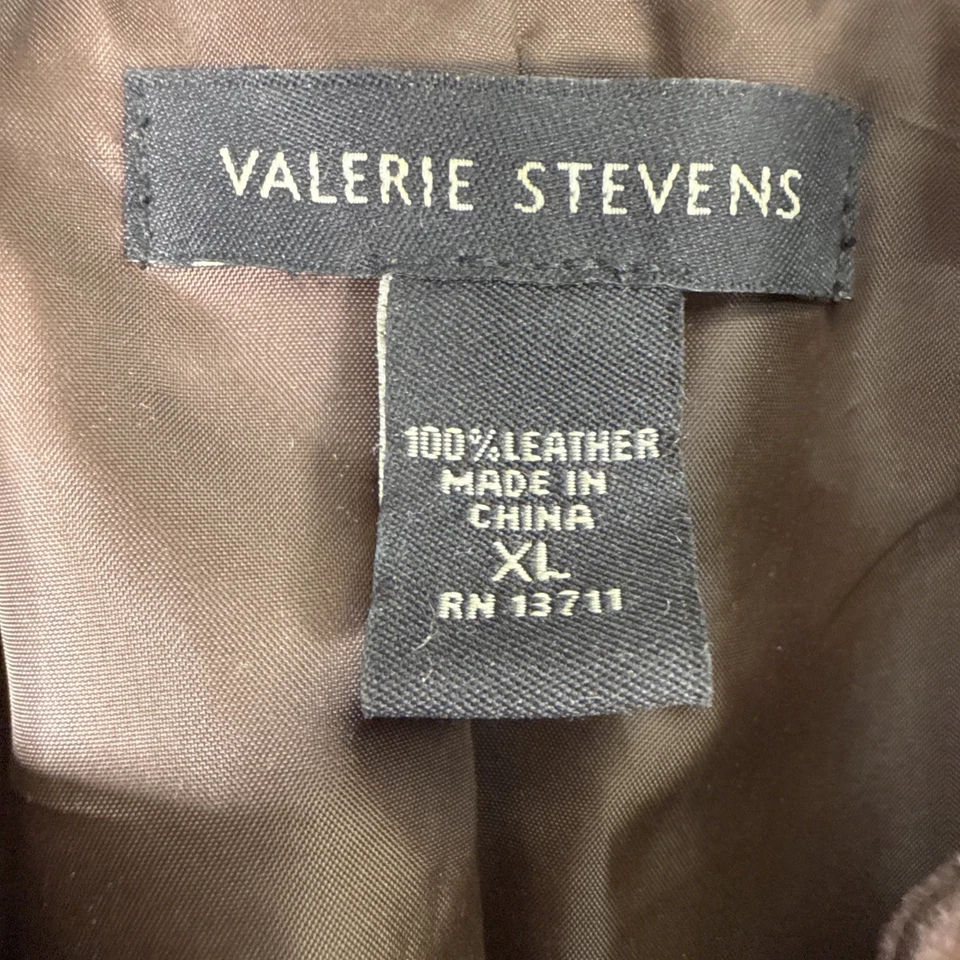 VALERIE STEVENS
100% LEATHER
MADE IN
CHINA
XL
RN 13711